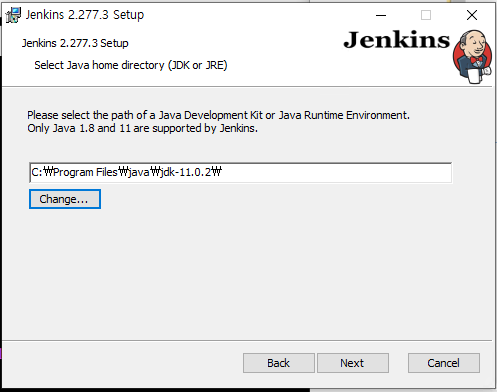 Jenkins 2.277.3 Setup
Jenkins 2.277.3 Setup
Select Java home directory (JDK or JRE)
Jenkins
Please select the path of a Java Development Kit or Java Runtime Environment.
Only Java 1.8 and 11 are supported by Jenkins.
C:₩Program Files₩java₩jdk-11.0.2₩
Change...
Back
Next
Cancel